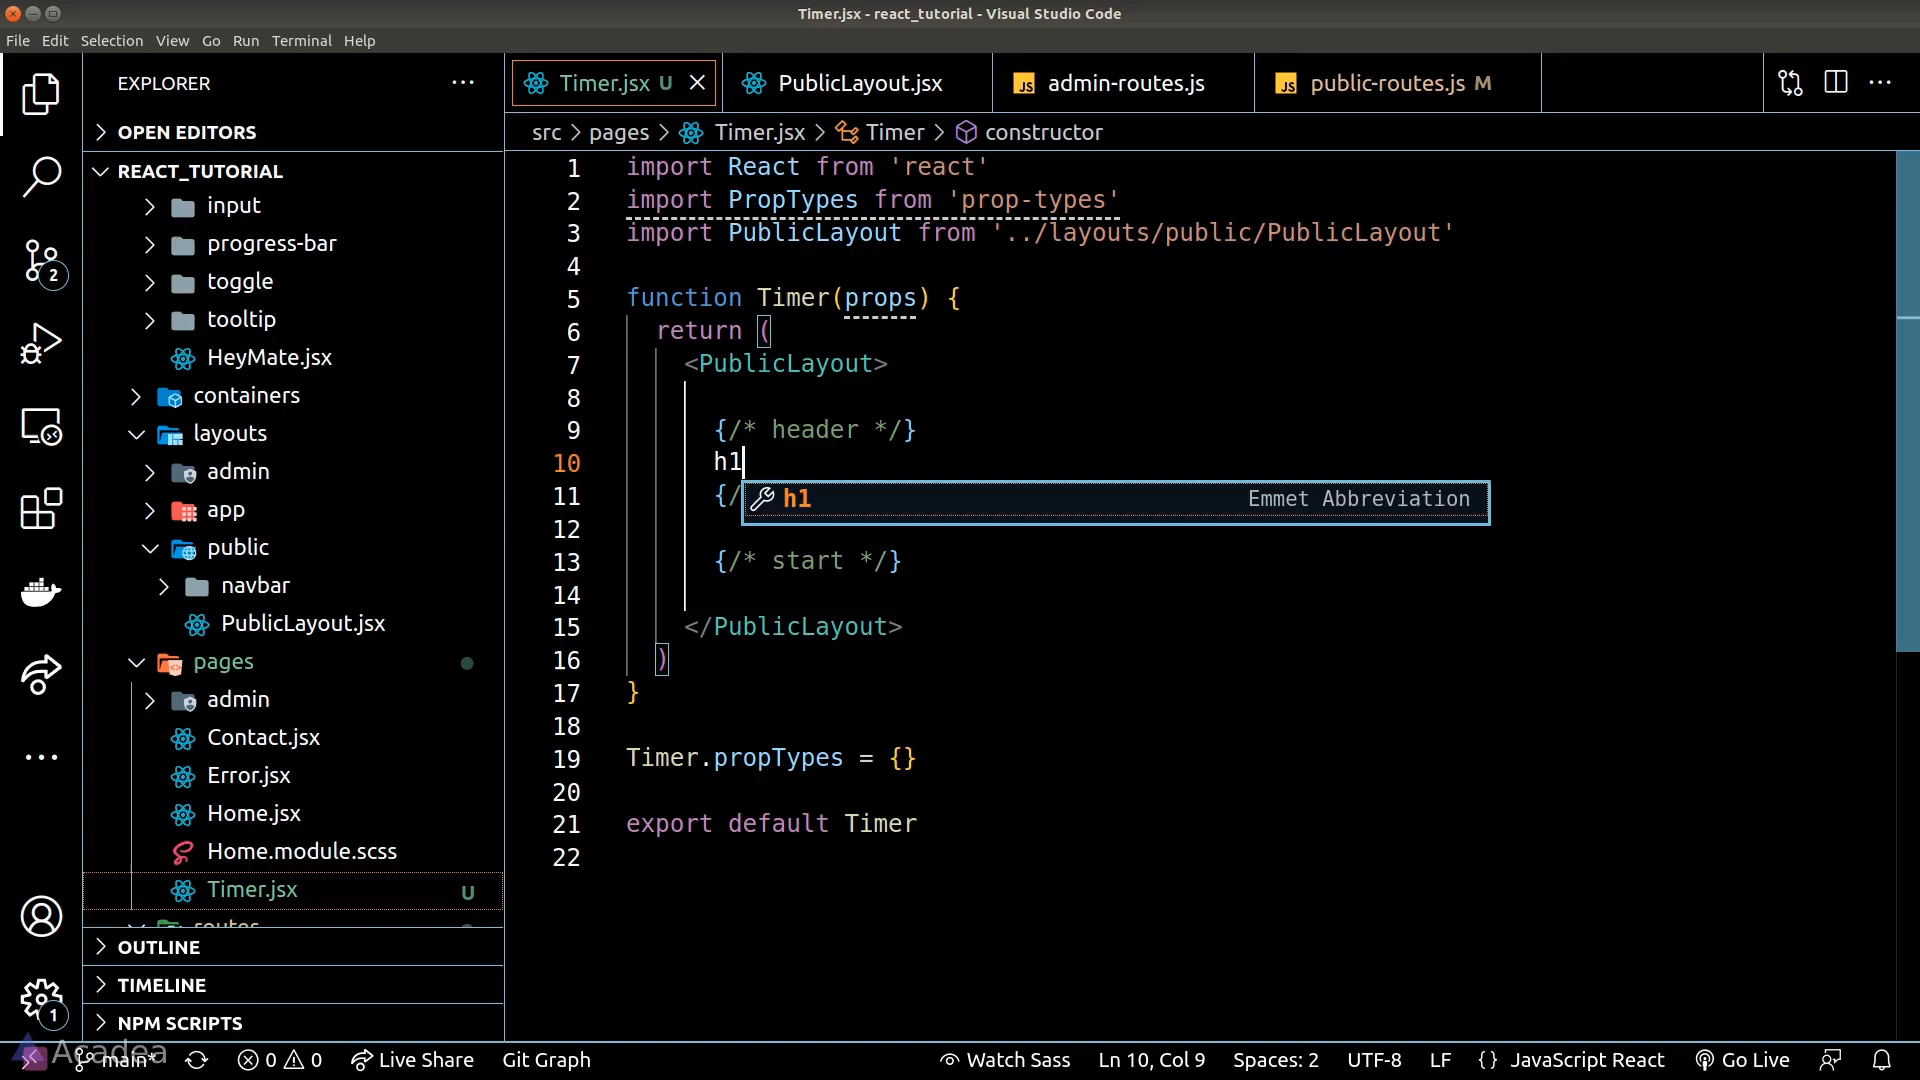 Timer.jsx - react_tutorial - Visual Studio Code
File Edit Selection View Go Run Terminal Help
EXPLORER
Timer.jsx U
PublicLayout.jsx
admin-routes.js
public-routes.js M
OPEN EDITORS
src > pages > Timer.jsx > Timer > constructor
REACT_TUTORIAL
input
progress-bar
toggle
tooltip
HeyMate.jsx
containers
layouts
admin
app
public
navbar
PublicLayout.jsx
pages
admin
Contact.jsx
Error.jsx
Home.jsx
Home.module.scss
Timer.jsx U
routes
OUTLINE
TIMELINE
NPM SCRIPTS
2
1
1 import React from 'react'
2 import PropTypes from 'prop-types'
3 import PublicLayout from '../layouts/public/PublicLayout'
4
5 function Timer(props) {
6 return (
7 <PublicLayout>
8
9 {/* header */}
10 h1
11 {/
h1 Emmet Abbreviation
12
13 {/* start */}
14
15 </PublicLayout>
16 )
17 }
18
19 Timer.propTypes = {}
20
21 export default Timer
22
Acadea
main* 0 0 Live Share Git Graph Watch Sass Ln 10, Col 9 Spaces: 2 UTF-8 LF {} JavaScript React Go Live